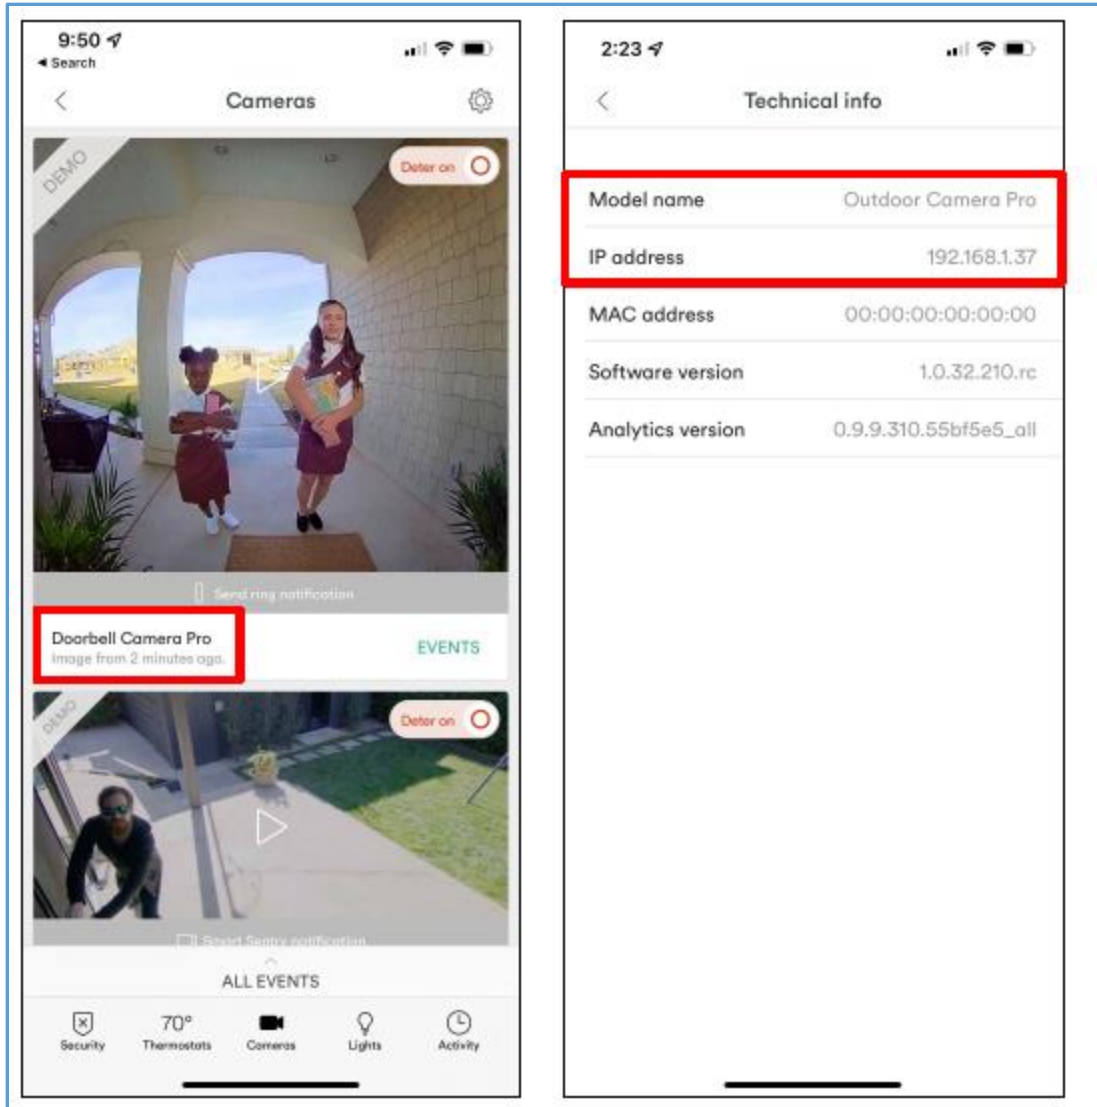 9:50
◄ Search
Cameras
DEMO
Deter on
Send ring notification
Doorbell Camera Pro
Image from 2 minutes ago.
EVENTS
DEMO
Deter on
Smart Sentry notification
ALL EVENTS
Security
70°
Thermostats
Cameras
Lights
Activity
2:23
Technical info
Model name Outdoor Camera Pro
IP address 192.168.1.37
MAC address 00:00:00:00:00:00
Software version 1.0.32.210.rc
Analytics version 0.9.9.310.55bf5e5_all